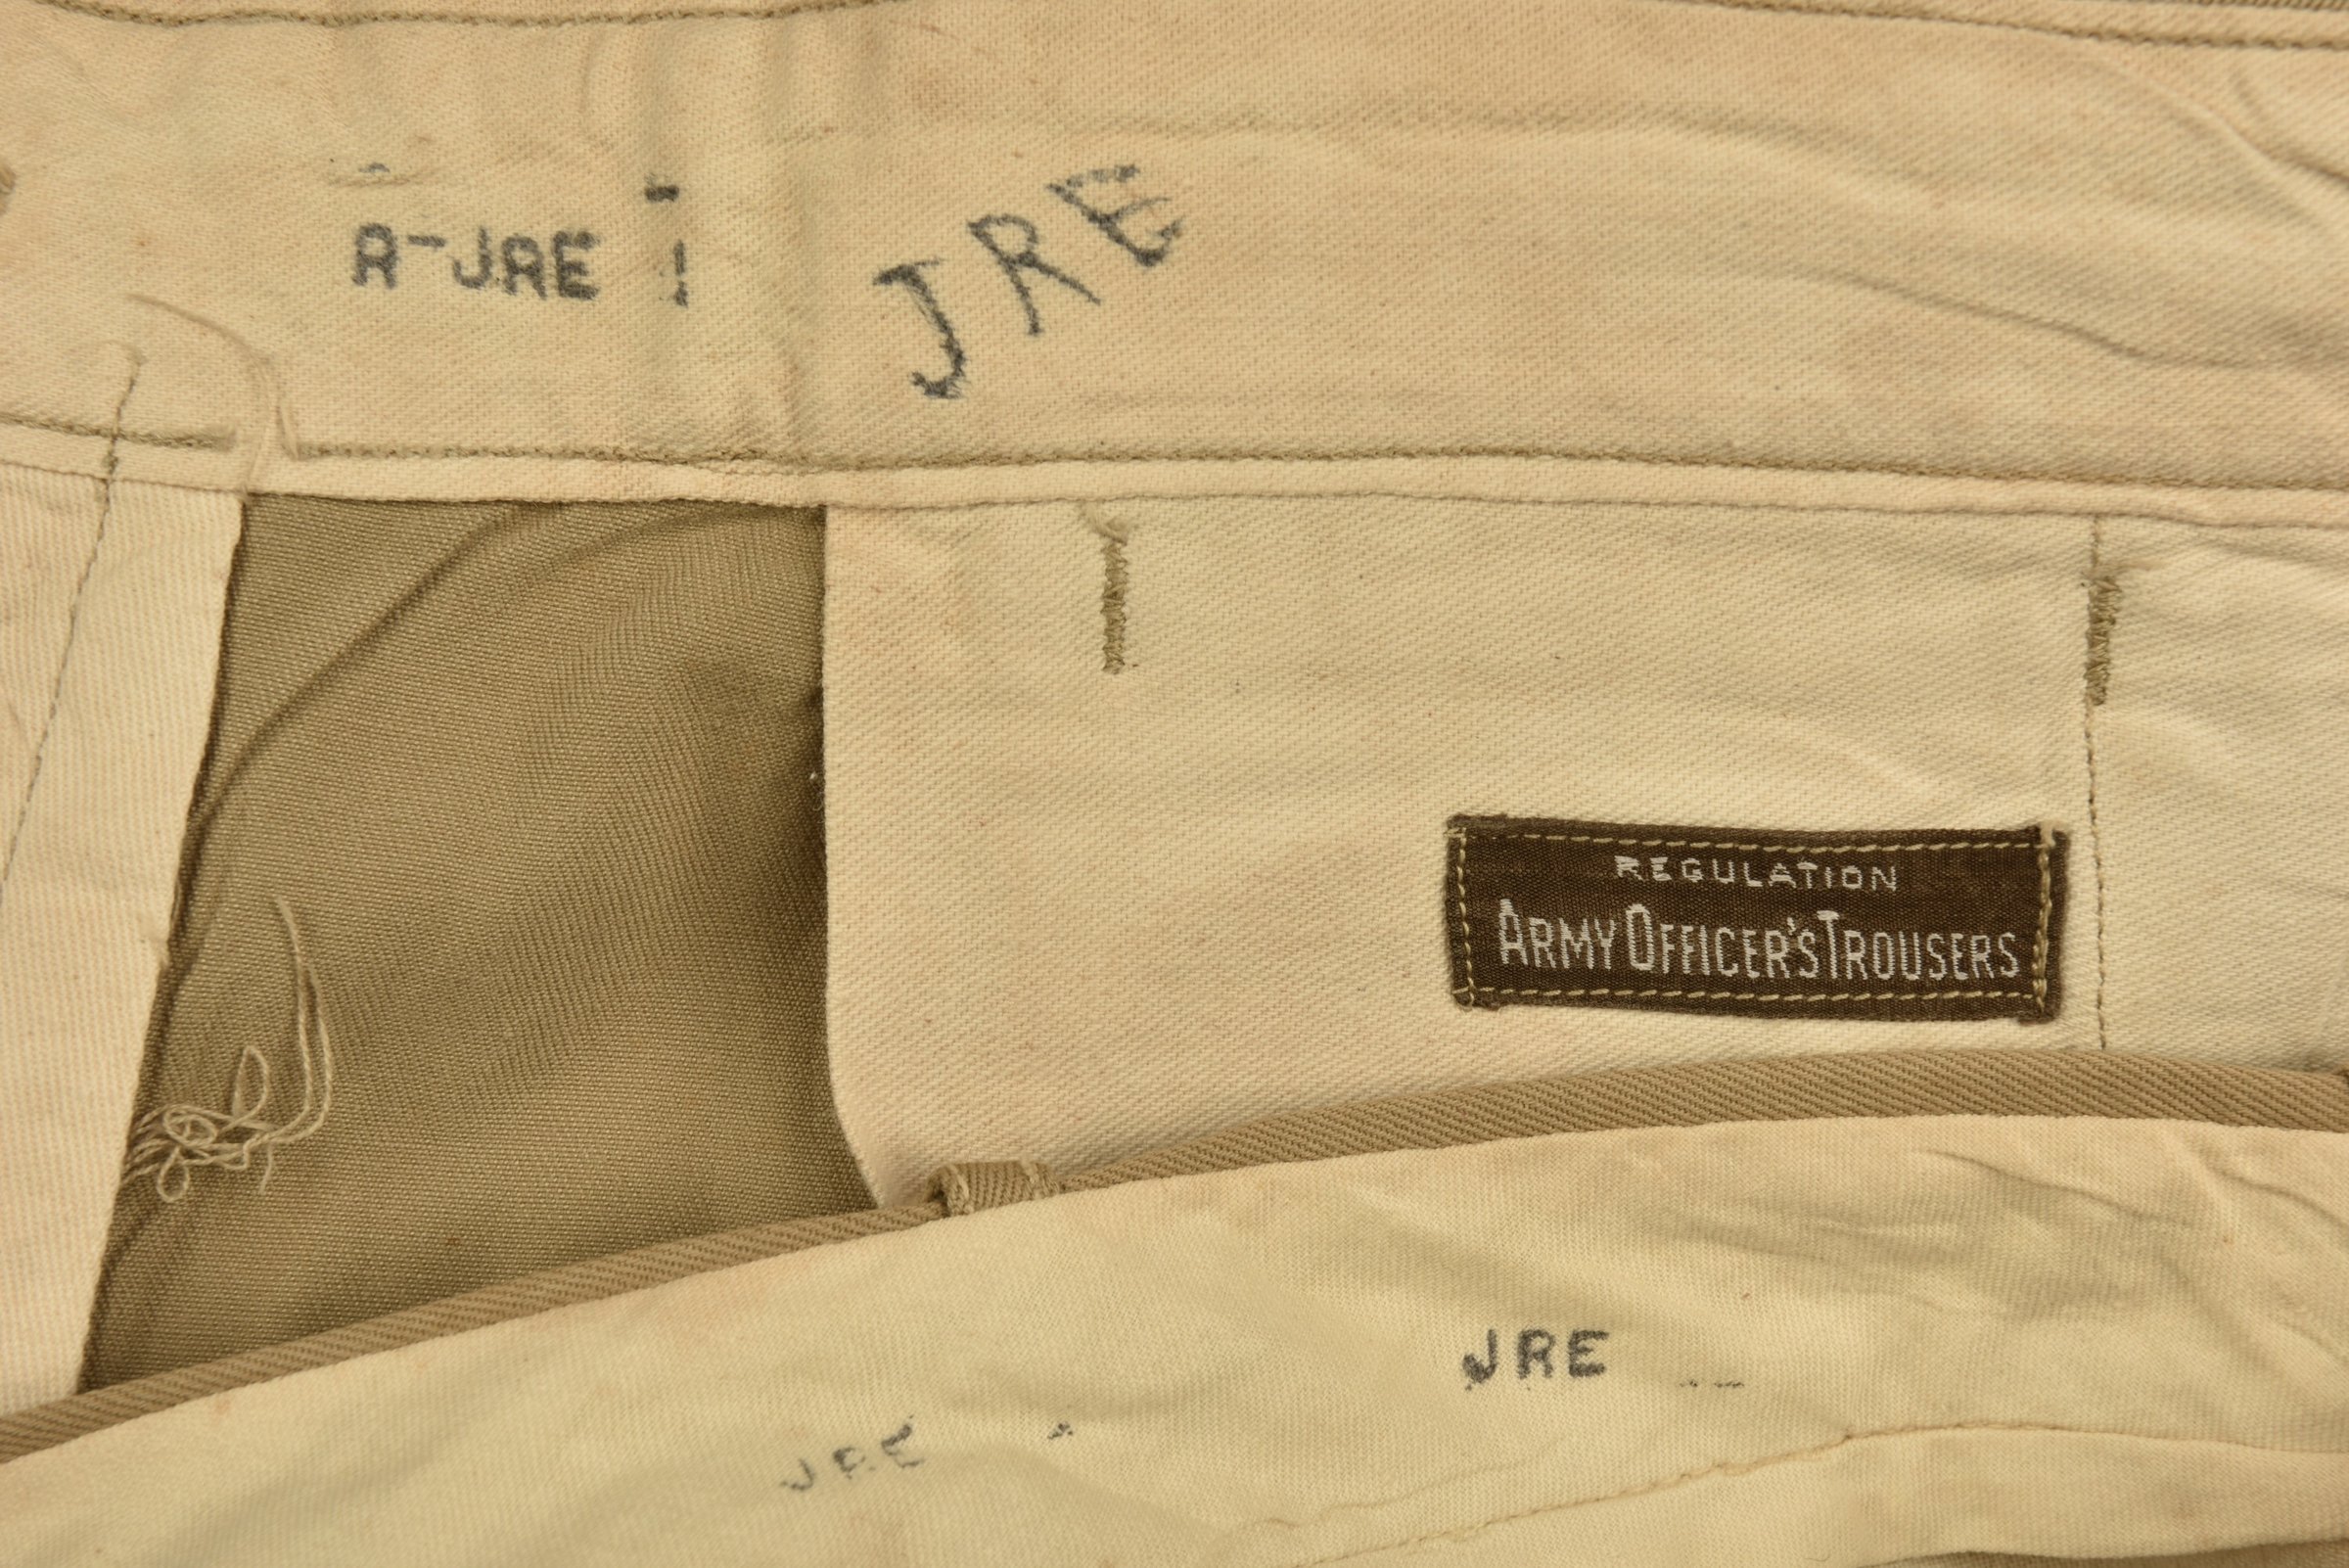 A-JRE
JRE
REGULATION
ARMY OFFICER'S TROUSERS
JRE
JRE